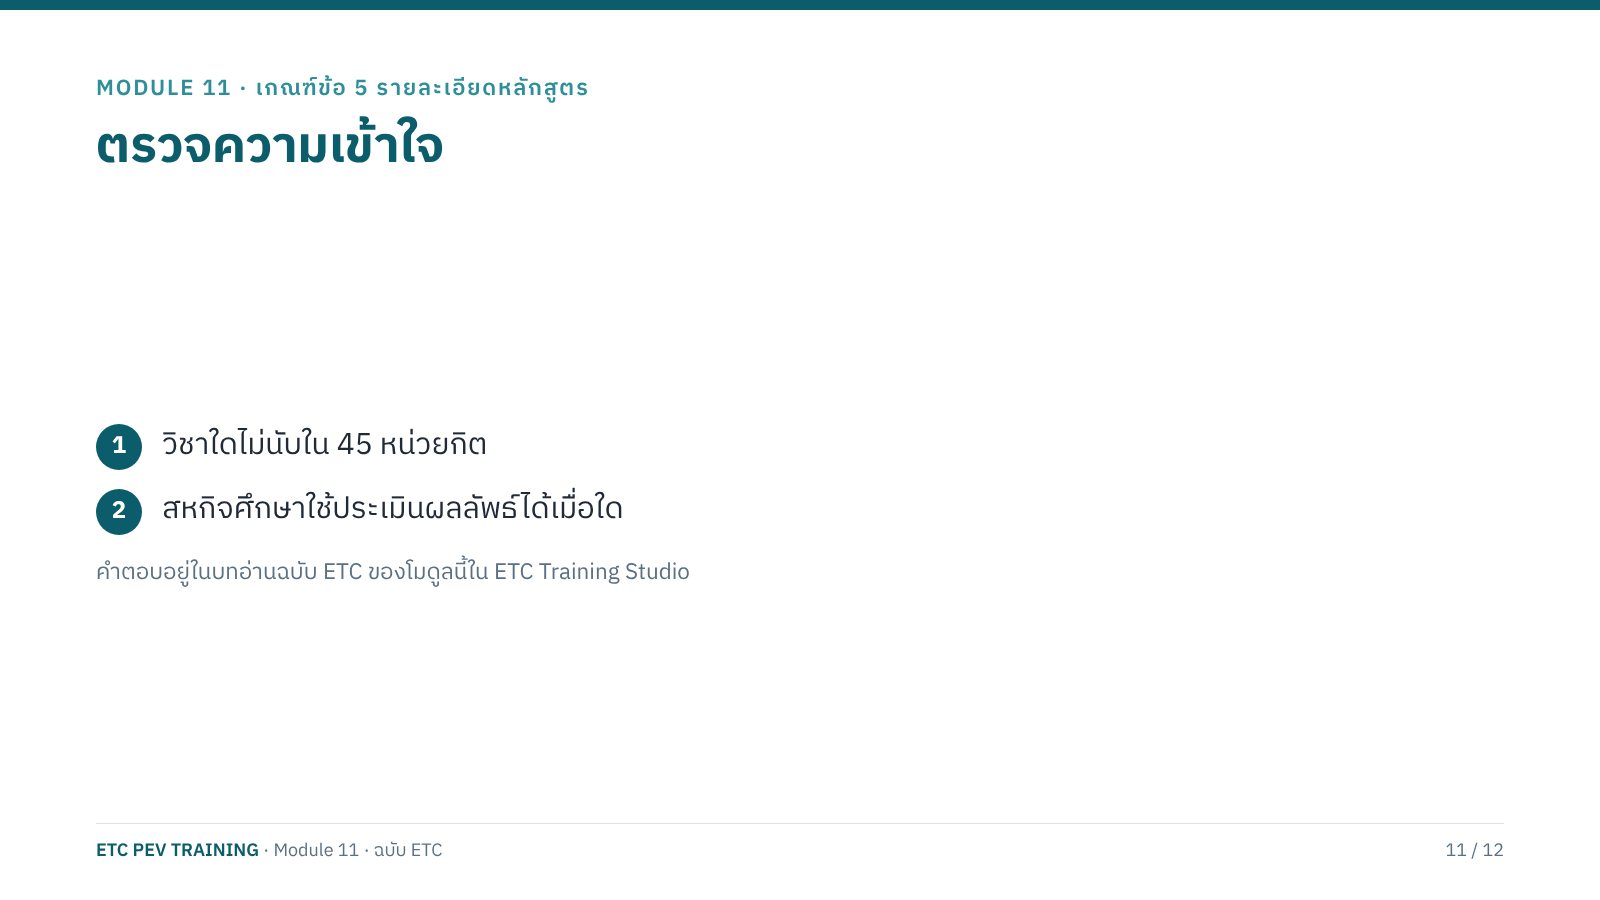 MODULE 11 · เกณฑ์ข้อ 5 รายละเอียดหลักสูตร
ตรวจความเข้าใจ
1 วิชาใดไม่นับใน 45 หน่วยกิต
2 สหกิจศึกษาใช้ประเมินผลลัพธ์ได้เมื่อใด
คำตอบอยู่ในบทอ่านฉบับ ETC ของโมดูลนี้ใน ETC Training Studio
ETC PEV TRAINING · Module 11 · ฉบับ ETC
11 / 12